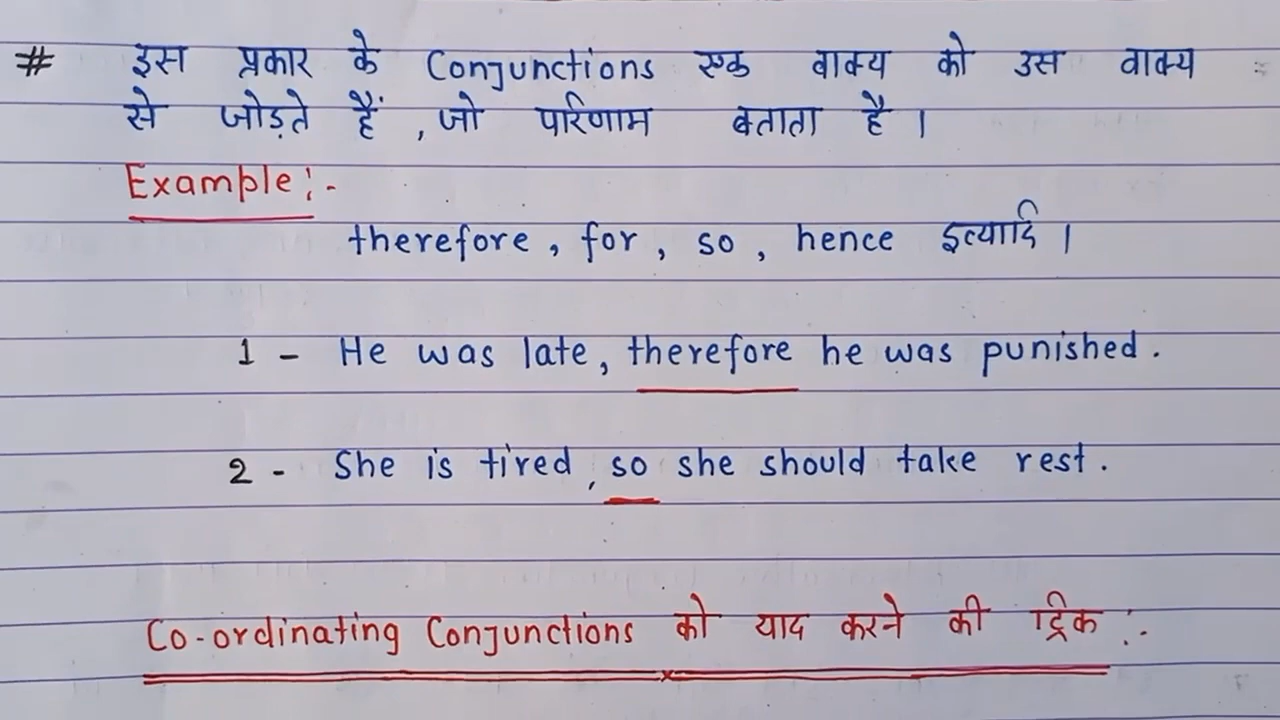 # इस प्रकार के Conjunctions एक वाक्य को उस वाक्य
से जोड़ते हैं , जो परिणाम बताता है ।
Example :-
therefore , for , so , hence इत्यादि ।
1 - He was late, therefore he was punished .
2 - She is tired , so she should take rest .
Co-ordinating Conjunctions को याद करने की ट्रिक :-